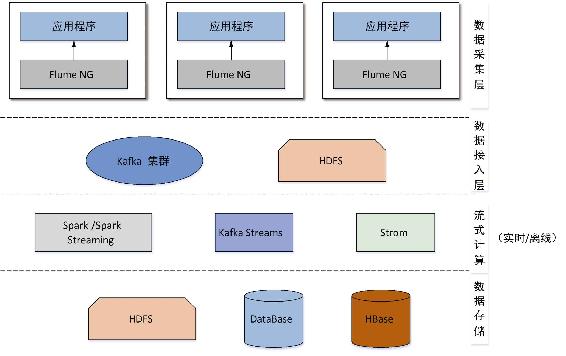 应用程序
Flume NG
应用程序
Flume NG
应用程序
Flume NG
数据采集层
Kafka 集群
HDFS
数据接入层
Spark /Spark
Streaming
Kafka Streams
Strom
流式计算
（实时/离线）
HDFS
DataBase
HBase
数据存储